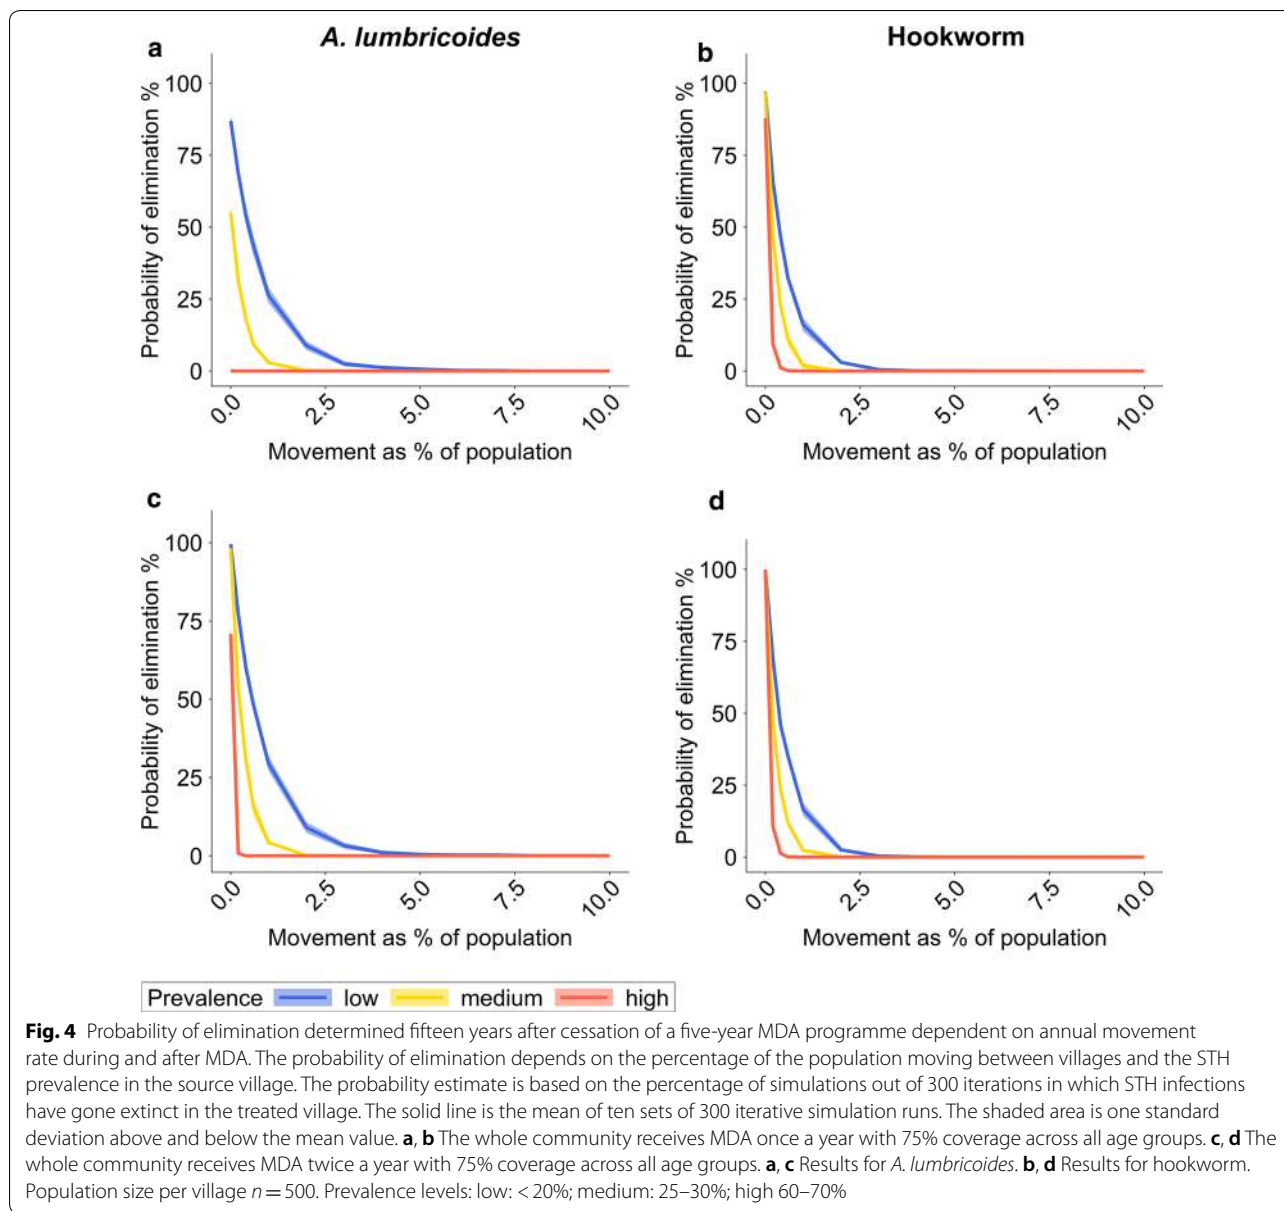 a
A. lumbricoides
b
Hookworm
Probability of elimination %
100
75
50
25
0
0.0
2.5
5.0
7.5
10.0
Movement as % of population
Probability of elimination %
100
75
50
25
0
0.0
2.5
5.0
7.5
10.0
Movement as % of population
c
Probability of elimination %
100
75
50
25
0
0.0
2.5
5.0
7.5
10.0
Movement as % of population
d
Probability of elimination %
100
75
50
25
0
0.0
2.5
5.0
7.5
10.0
Movement as % of population
Prevalence low medium high
Fig. 4 Probability of elimination determined fifteen years after cessation of a five-year MDA programme dependent on annual movement
rate during and after MDA. The probability of elimination depends on the percentage of the population moving between villages and the STH
prevalence in the source village. The probability estimate is based on the percentage of simulations out of 300 iterations in which STH infections
have gone extinct in the treated village. The solid line is the mean of ten sets of 300 iterative simulation runs. The shaded area is one standard
deviation above and below the mean value. a, b The whole community receives MDA once a year with 75% coverage across all age groups. c, d The
whole community receives MDA twice a year with 75% coverage across all age groups. a, c Results for A. lumbricoides. b, d Results for hookworm.
Population size per village n = 500. Prevalence levels: low: < 20%; medium: 25–30%; high 60–70%